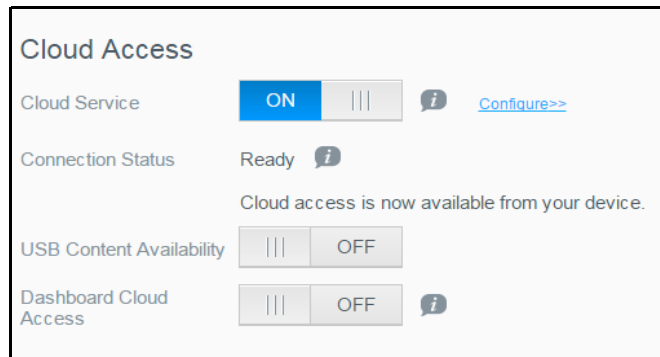 Cloud Access
Cloud Service ON Configure>>
Connection Status Ready
Cloud access is now available from your device.
USB Content Availability OFF
Dashboard Cloud
Access OFF